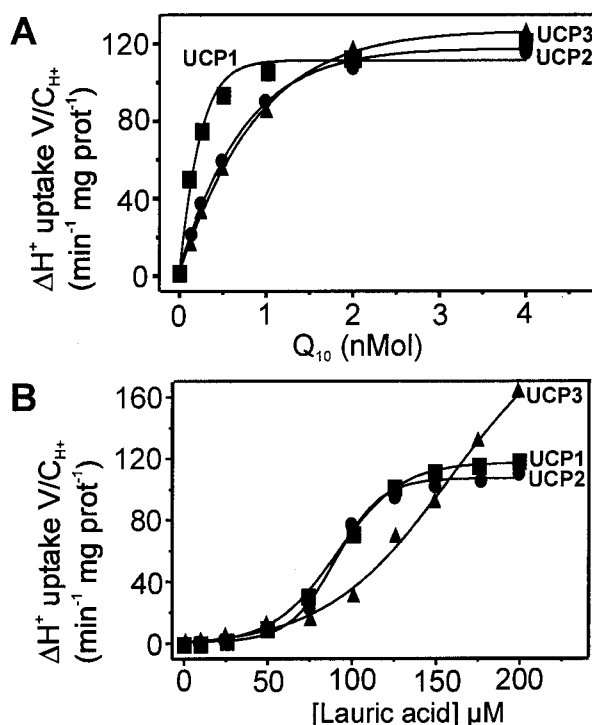 A
UCP1
UCP3
UCP2
ΔH⁺ uptake V/C_H+
(min⁻¹ mg prot⁻¹)
120
80
40
0
0 1 2 3 4
Q₁₀ (nMol)
B
UCP3
UCP1
UCP2
ΔH⁺ uptake V/C_H+
(min⁻¹ mg prot⁻¹)
160
120
80
40
0
0 50 100 150 200
[Lauric acid] µM